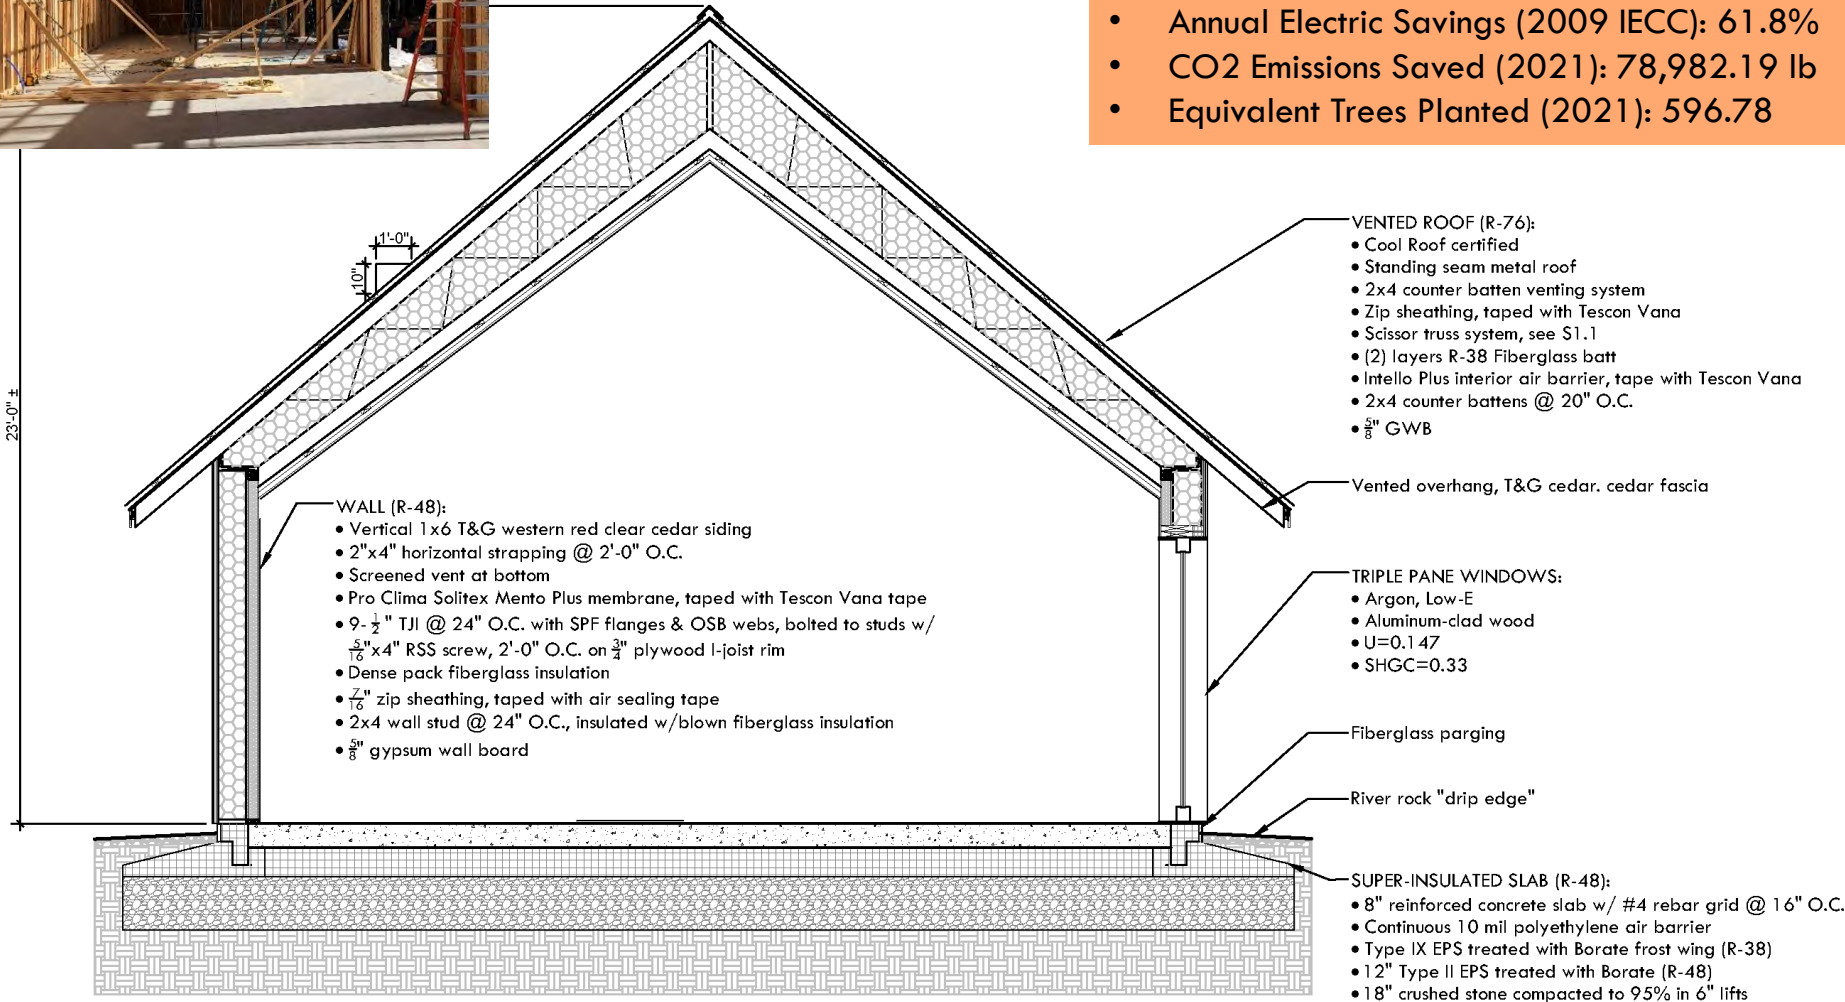 • Annual Electric Savings (2009 IECC): 61.8%
• CO2 Emissions Saved (2021): 78,982.19 lb
• Equivalent Trees Planted (2021): 596.78
1'-0"
10"
23'-0" ±
VENTED ROOF (R-76):
• Cool Roof certified
• Standing seam metal roof
• 2x4 counter batten venting system
• Zip sheathing, taped with Tescon Vana
• Scissor truss system, see S1.1
• (2) layers R-38 Fiberglass batt
• Intello Plus interior air barrier, tape with Tescon Vana
• 2x4 counter battens @ 20" O.C.
• 5/8" GWB
Vented overhang, T&G cedar. cedar fascia
WALL (R-48):
• Vertical 1x6 T&G western red clear cedar siding
• 2"x4" horizontal strapping @ 2'-0" O.C.
• Screened vent at bottom
• Pro Clima Solitex Mento Plus membrane, taped with Tescon Vana tape
• 9-1/2" TJI @ 24" O.C. with SPF flanges & OSB webs, bolted to studs w/
5/16"x4" RSS screw, 2'-0" O.C. on 3/4" plywood I-joist rim
• Dense pack fiberglass insulation
• 7/16" zip sheathing, taped with air sealing tape
• 2x4 wall stud @ 24" O.C., insulated w/blown fiberglass insulation
• 5/8" gypsum wall board
TRIPLE PANE WINDOWS:
• Argon, Low-E
• Aluminum-clad wood
• U=0.147
• SHGC=0.33
Fiberglass parging
River rock "drip edge"
SUPER-INSULATED SLAB (R-48):
• 8" reinforced concrete slab w/ #4 rebar grid @ 16" O.C.
• Continuous 10 mil polyethylene air barrier
• Type IX EPS treated with Borate frost wing (R-38)
• 12" Type II EPS treated with Borate (R-48)
• 18" crushed stone compacted to 95% in 6" lifts